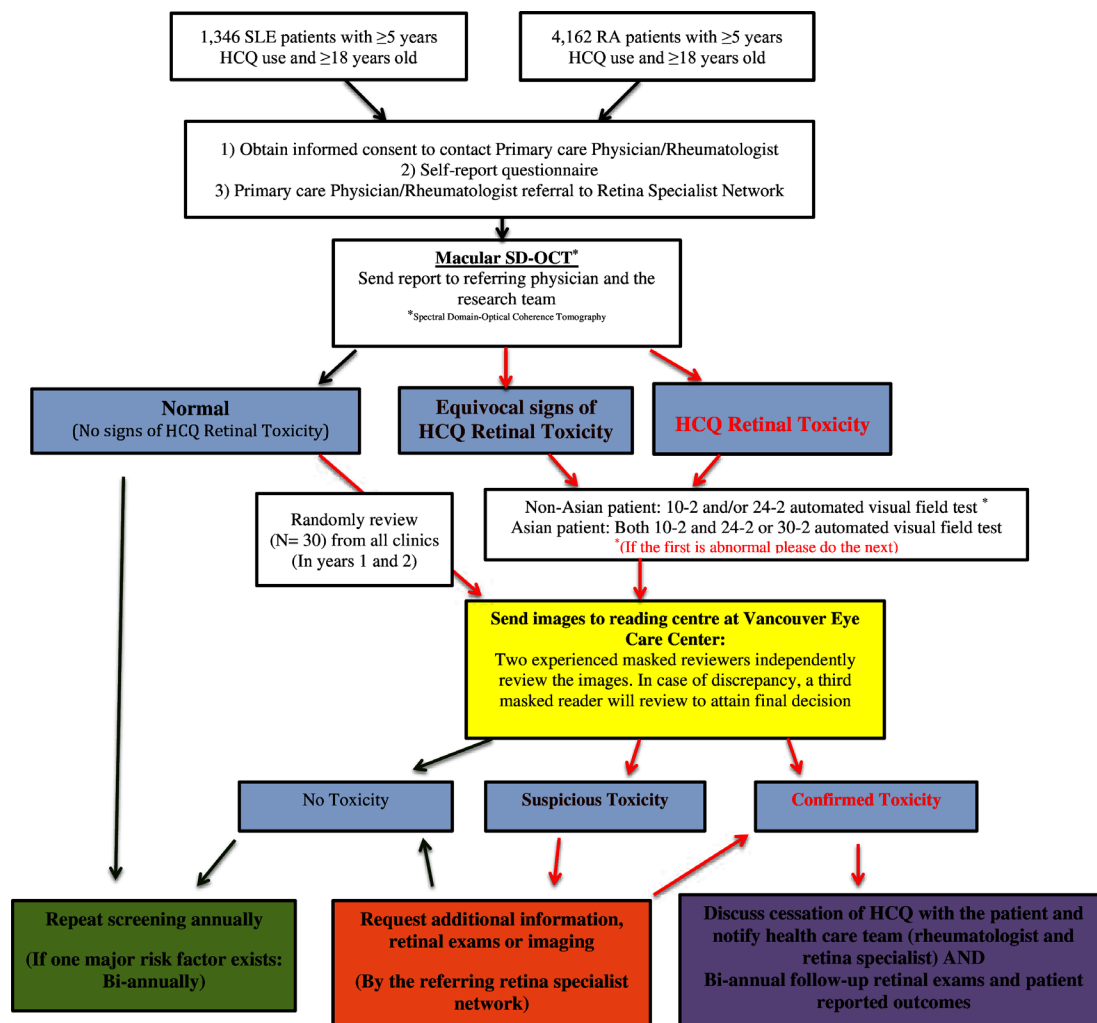 1,346 SLE patients with ≥5 years
HCQ use and ≥18 years old
4,162 RA patients with ≥5 years
HCQ use and ≥18 years old
1) Obtain informed consent to contact Primary care Physician/Rheumatologist
2) Self-report questionnaire
3) Primary care Physician/Rheumatologist referral to Retina Specialist Network
Macular SD-OCT*
Send report to referring physician and the
research team
*Spectral Domain-Optical Coherence Tomography
Normal
(No signs of HCQ Retinal Toxicity)
Equivocal signs of
HCQ Retinal Toxicity
HCQ Retinal Toxicity
Randomly review
(N= 30) from all clinics
(In years 1 and 2)
Non-Asian patient: 10-2 and/or 24-2 automated visual field test *
Asian patient: Both 10-2 and 24-2 or 30-2 automated visual field test
*(If the first is abnormal please do the next)
Send images to reading centre at Vancouver Eye
Care Center:
Two experienced masked reviewers independently
review the images. In case of discrepancy, a third
masked reader will review to attain final decision
No Toxicity
Suspicious Toxicity
Confirmed Toxicity
Repeat screening annually
(If one major risk factor exists:
Bi-annually)
Request additional information,
retinal exams or imaging
(By the referring retina specialist
network)
Discuss cessation of HCQ with the patient and
notify health care team (rheumatologist and
retina specialist) AND
Bi-annual follow-up retinal exams and patient
reported outcomes